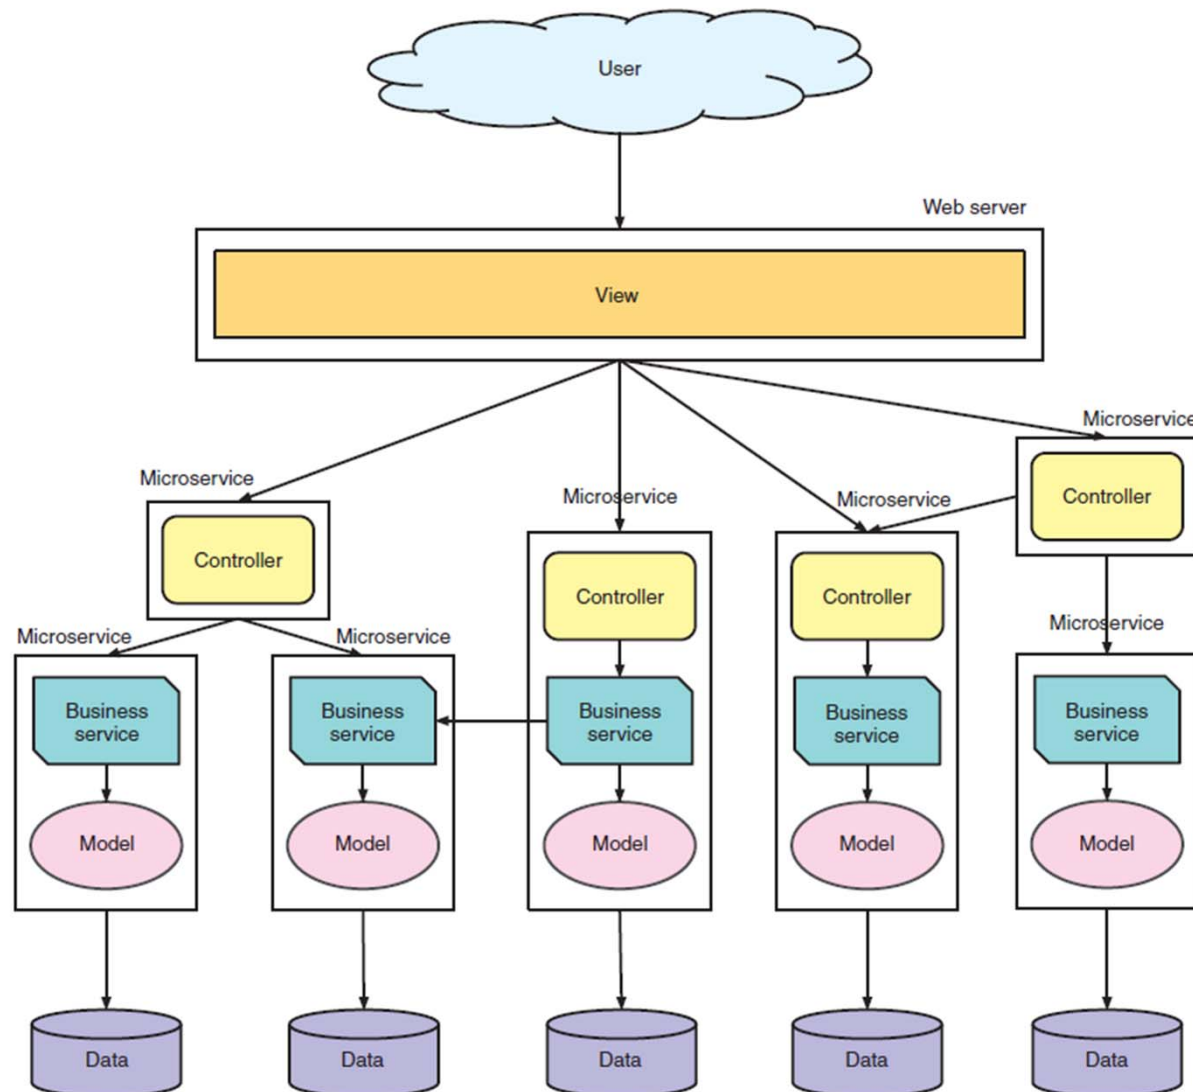 User
Web server
View
Microservice
Controller
Microservice
Microservice
Microservice
Controller
Controller
Controller
Microservice
Microservice
Microservice
Business
service
Business
service
Business
service
Business
service
Business
service
Model
Model
Model
Model
Model
Data
Data
Data
Data
Data